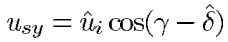 u_{sy} = \hat{u}_i \cos(\gamma - \hat{\delta})